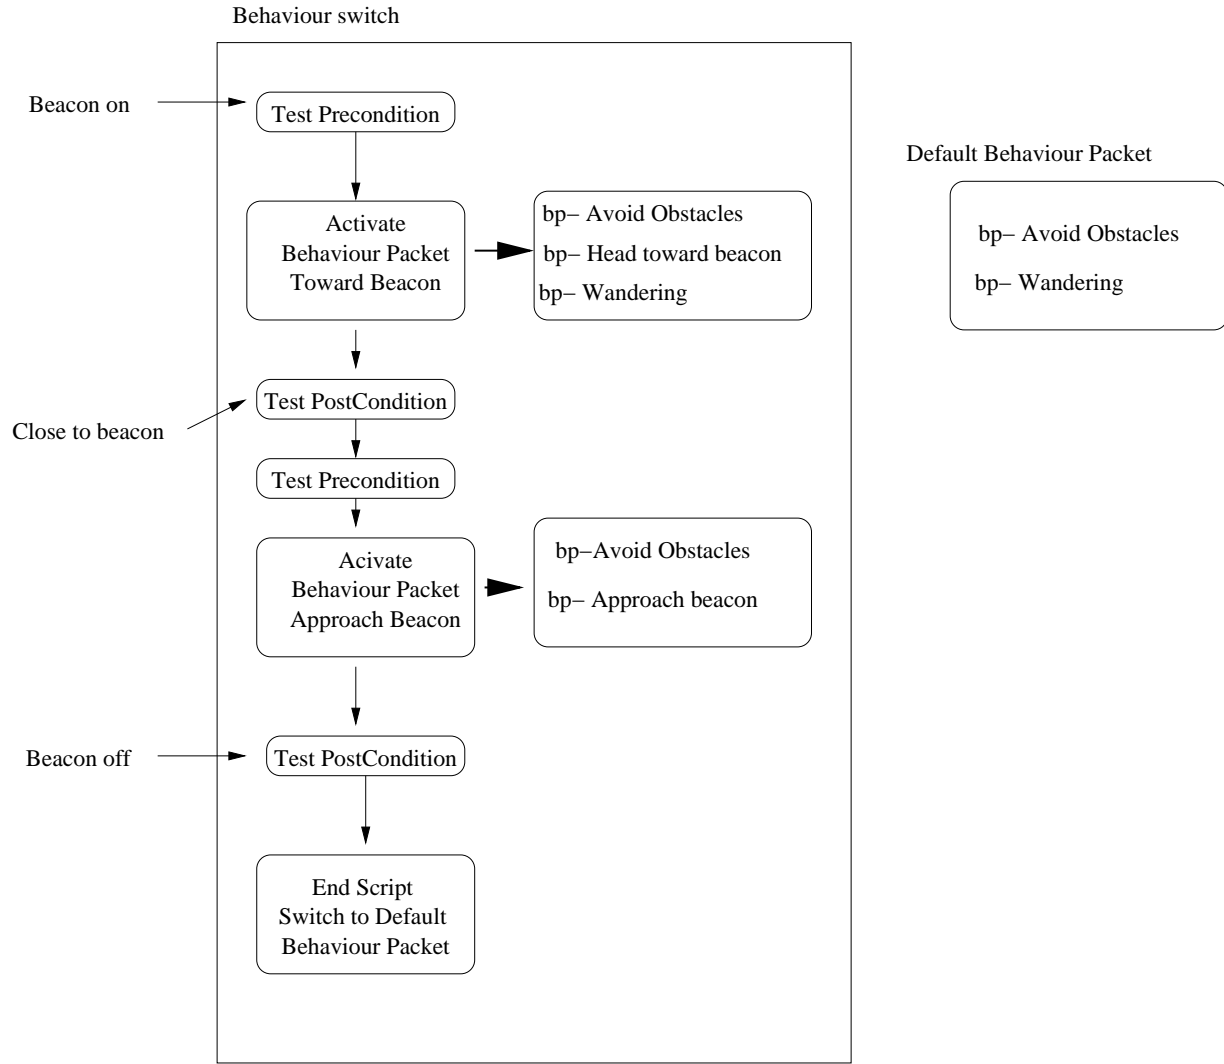 Behaviour switch
Beacon on
Test Precondition
Default Behaviour Packet
Activate
Behaviour Packet
Toward Beacon
bp– Avoid Obstacles
bp– Head toward beacon
bp– Wandering
bp– Avoid Obstacles
bp– Wandering
Close to beacon
Test PostCondition
Test Precondition
Acivate
Behaviour Packet
Approach Beacon
bp–Avoid Obstacles
bp– Approach beacon
Beacon off
Test PostCondition
End Script
Switch to Default
Behaviour Packet